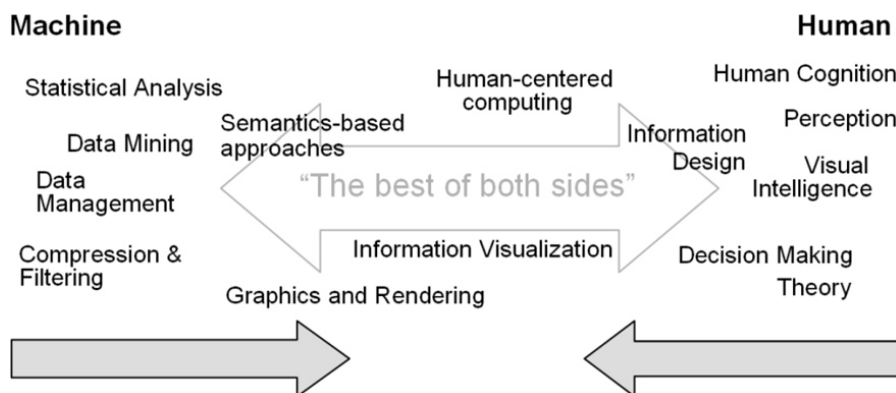 Machine
Human
Statistical Analysis
Human-centered
computing
Human Cognition
Semantics-based
approaches
Perception
Data Mining
Information
Design
Visual
Intelligence
Data
Management
“The best of both sides”
Compression &
Filtering
Information Visualization
Decision Making
Theory
Graphics and Rendering